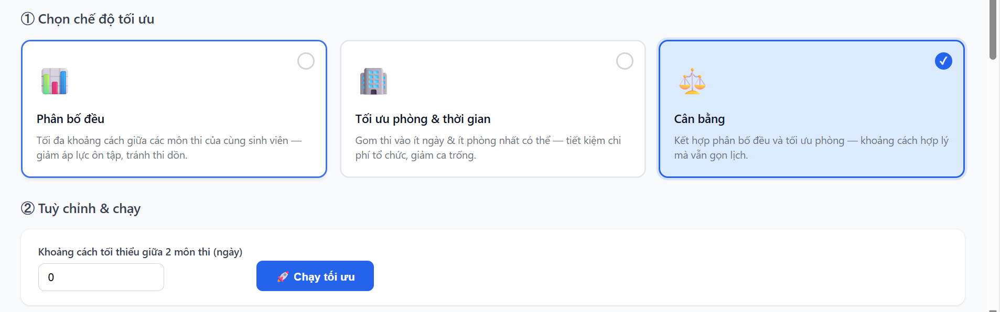 ① Chọn chế độ tối ưu
Phân bố đều
Tối đa khoảng cách giữa các môn thi của cùng sinh viên —
giảm áp lực ôn tập, tránh thi dồn.
Tối ưu phòng & thời gian
Gom thi vào ít ngày & ít phòng nhất có thể — tiết kiệm chi
phí tổ chức, giảm ca trống.
Cân bằng
Kết hợp phân bố đều và tối ưu phòng — khoảng cách hợp lý
mà vẫn gọn lịch.
② Tuỳ chỉnh & chạy
Khoảng cách tối thiểu giữa 2 môn thi (ngày)
0
🚀 Chạy tối ưu